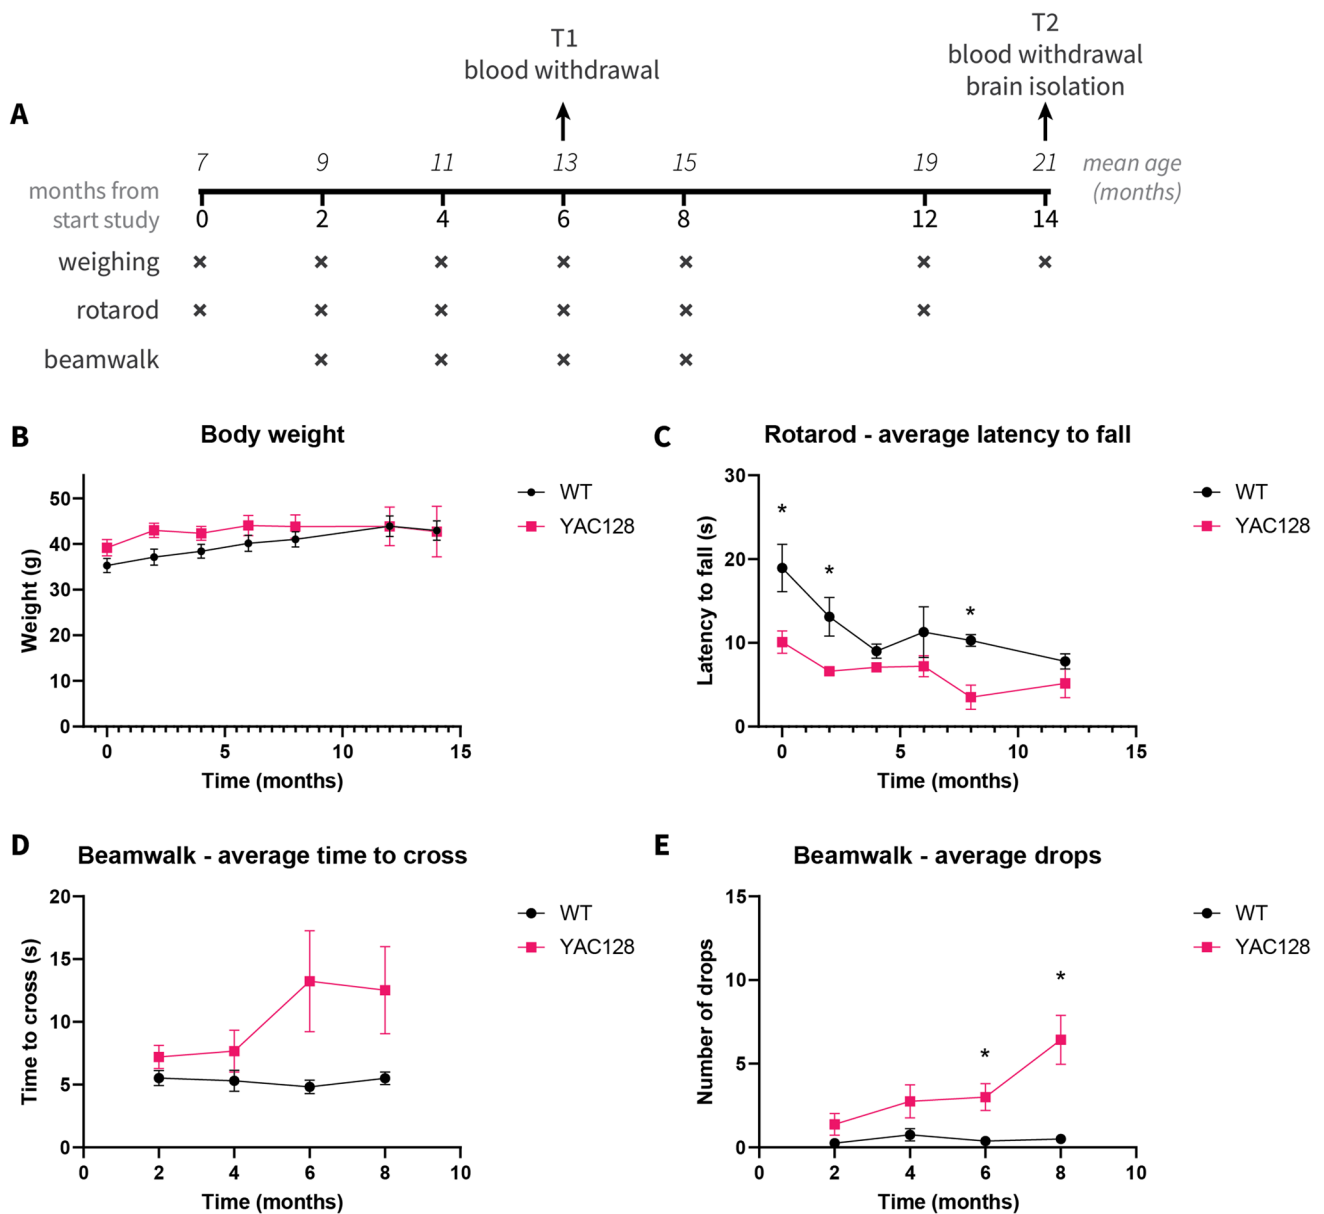 T1
blood withdrawal
T2
blood withdrawal
brain isolation
A
7 9 11 13 15 19 21 mean age
(months)
months from
start study
0 2 4 6 8 12 14
weighing × × × × × × ×
rotarod × × × × × ×
beamwalk × × × ×
B
Body weight
Weight (g)
50
40
30
20
10
0
0 5 10 15
Time (months)
WT
YAC128
C
Rotarod - average latency to fall
Latency to fall (s)
30
20
10
0
* * *
0 5 10 15
Time (months)
WT
YAC128
D
Beamwalk - average time to cross
Time to cross (s)
20
15
10
5
0
0 2 4 6 8 10
Time (months)
WT
YAC128
E
Beamwalk - average drops
Number of drops
15
10
5
0
* *
0 2 4 6 8 10
Time (months)
WT
YAC128